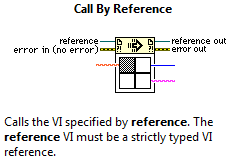 Call By Reference
reference
reference out
error in (no error)
error out
Calls the VI specified by reference. The
reference VI must be a strictly typed VI
reference.